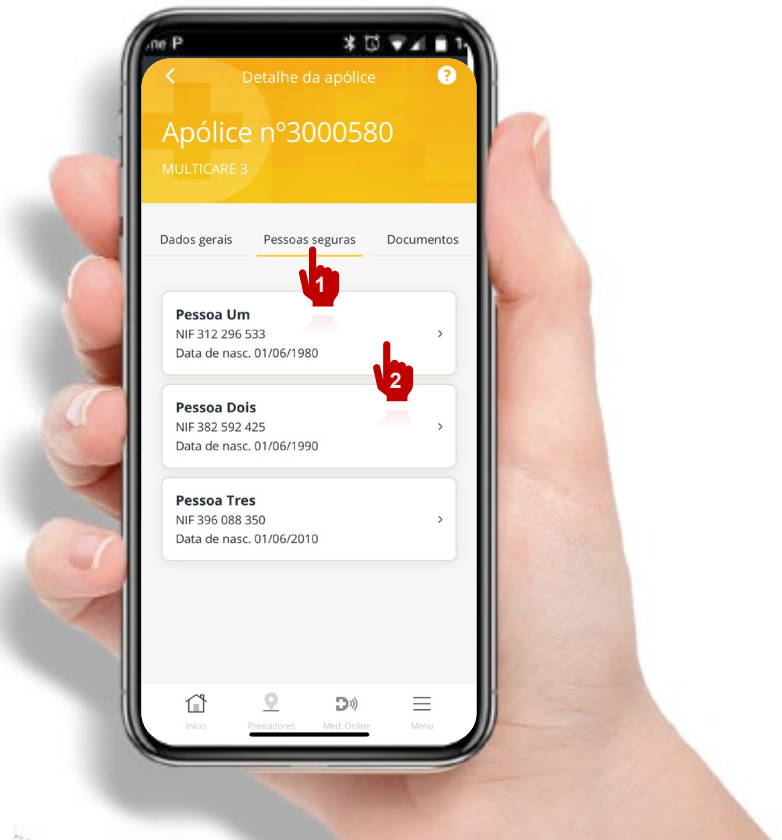 ne P
Detalhe da apólice
?
Apólice nº3000580
MULTICARE 3
Dados gerais Pessoas seguras Documentos
1
Pessoa Um
NIF 312 296 533
Data de nasc. 01/06/1980
2
Pessoa Dois
NIF 382 592 425
Data de nasc. 01/06/1990
Pessoa Tres
NIF 396 088 350
Data de nasc. 01/06/2010
Início Prestadores Med. Online Menu